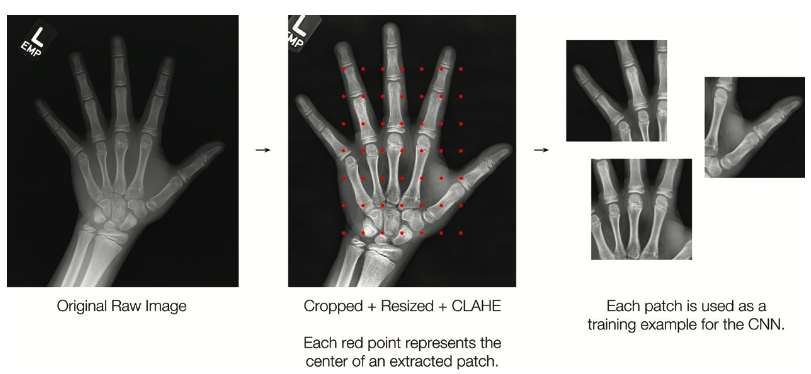 L
EMP
L
EMP
Original Raw Image
Cropped + Resized + CLAHE
Each red point represents the
center of an extracted patch.
Each patch is used as a
training example for the CNN.